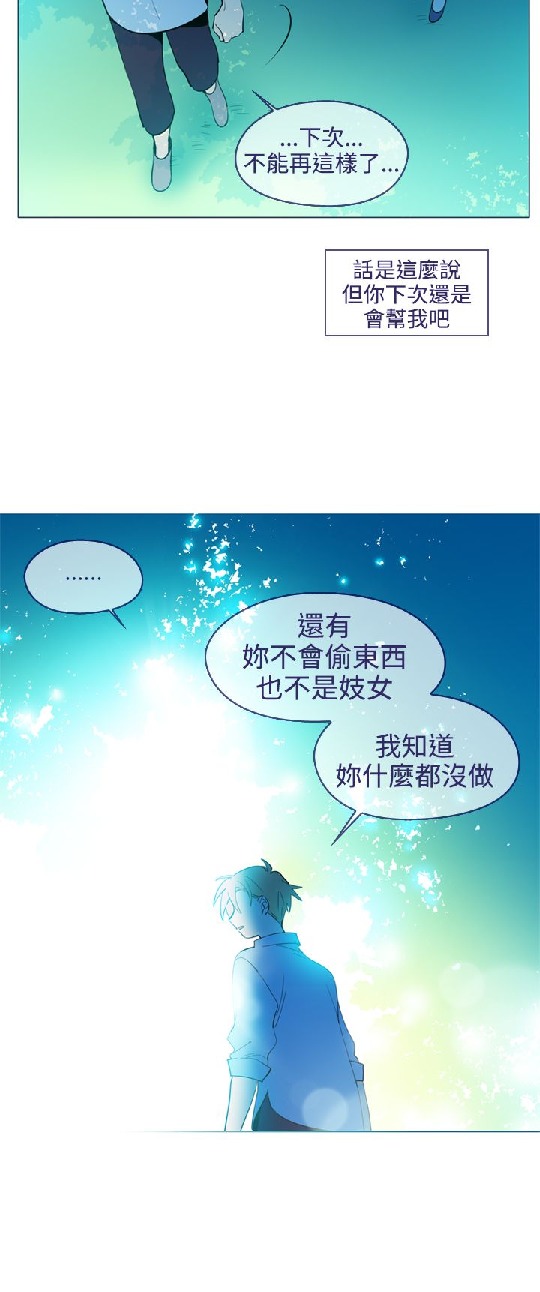 ...下次...
不能再這樣了...
話是這麼說
但你下次還是
會幫我吧
......
還有
妳不會偷東西
也不是妓女
我知道
妳什麼都沒做